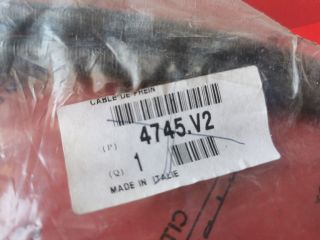 CABLE DE FREIN
(P) 4745.V2
(Q) 1
MADE IN ITALIE